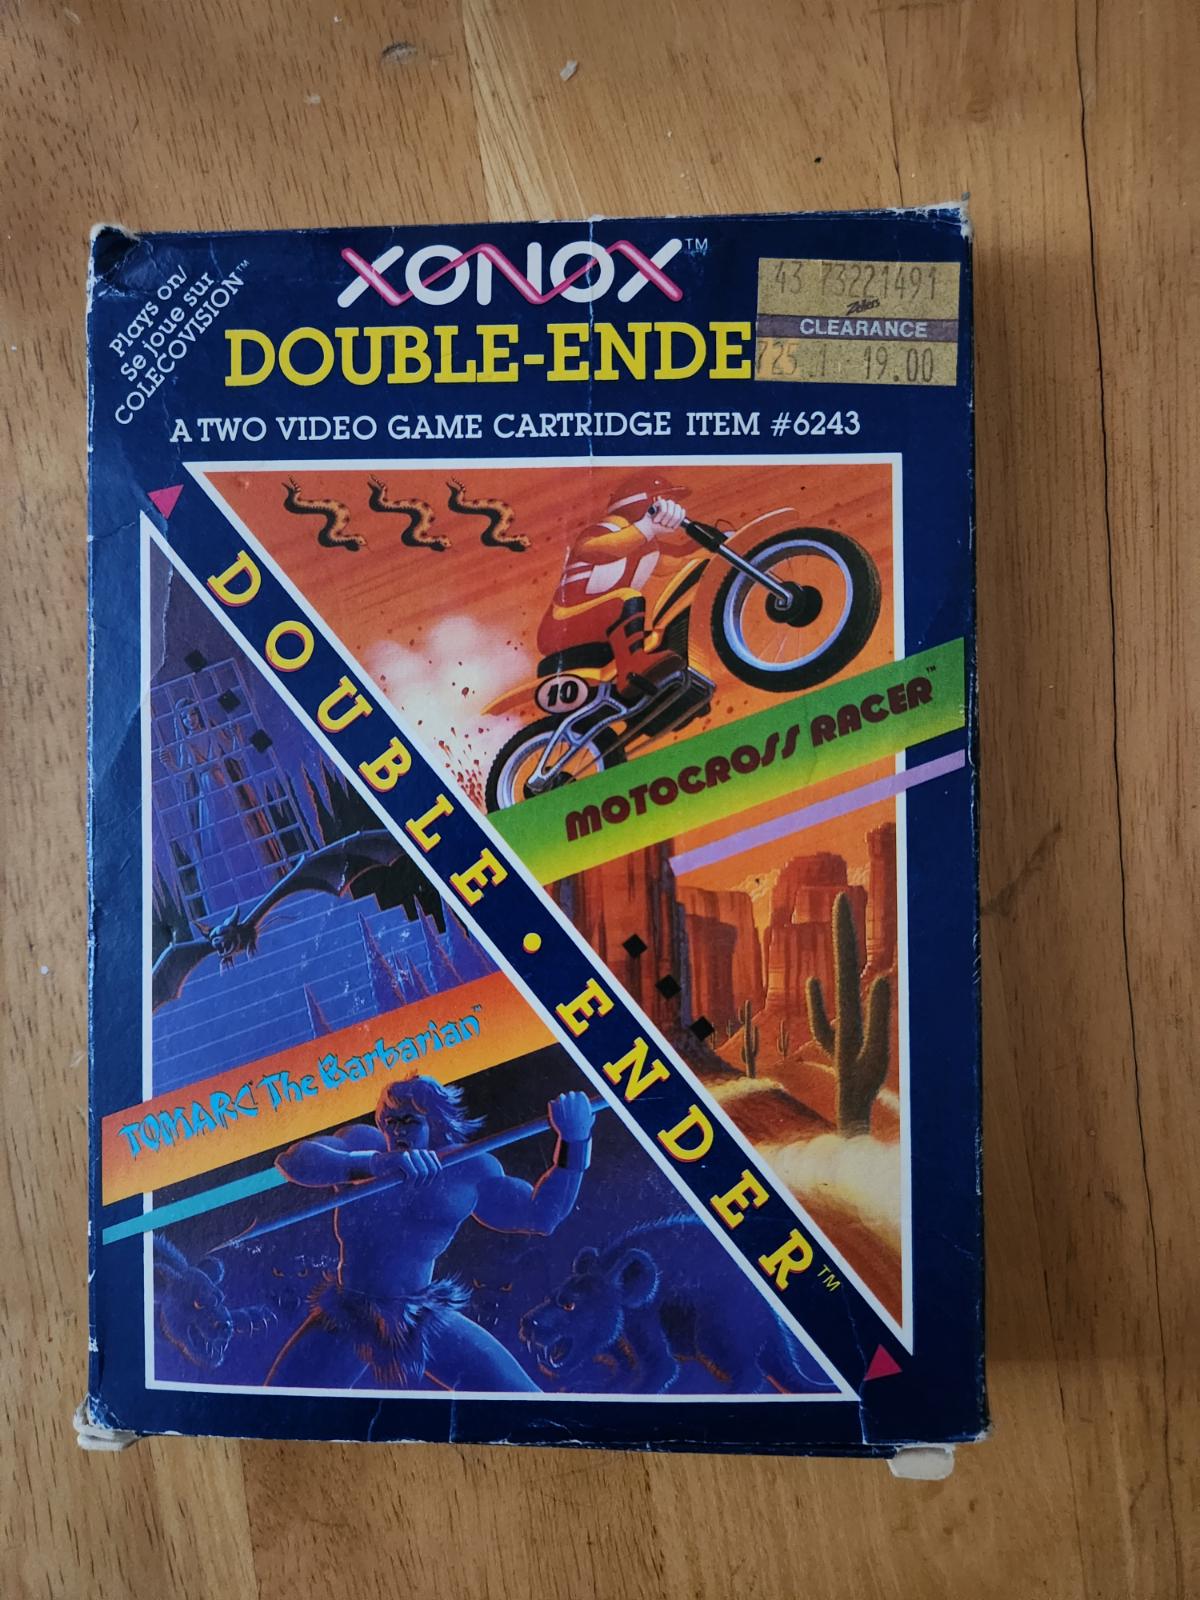 Plays on/
Se joue sur
COLECOVISION™
XONOX™
DOUBLE-ENDE
43 73221491
Zellers
CLEARANCE
725 19.00
A TWO VIDEO GAME CARTRIDGE ITEM #6243
DOUBLE • ENDER™
10
MOTOCROSS RACER™
TOMARC The Barbarian™